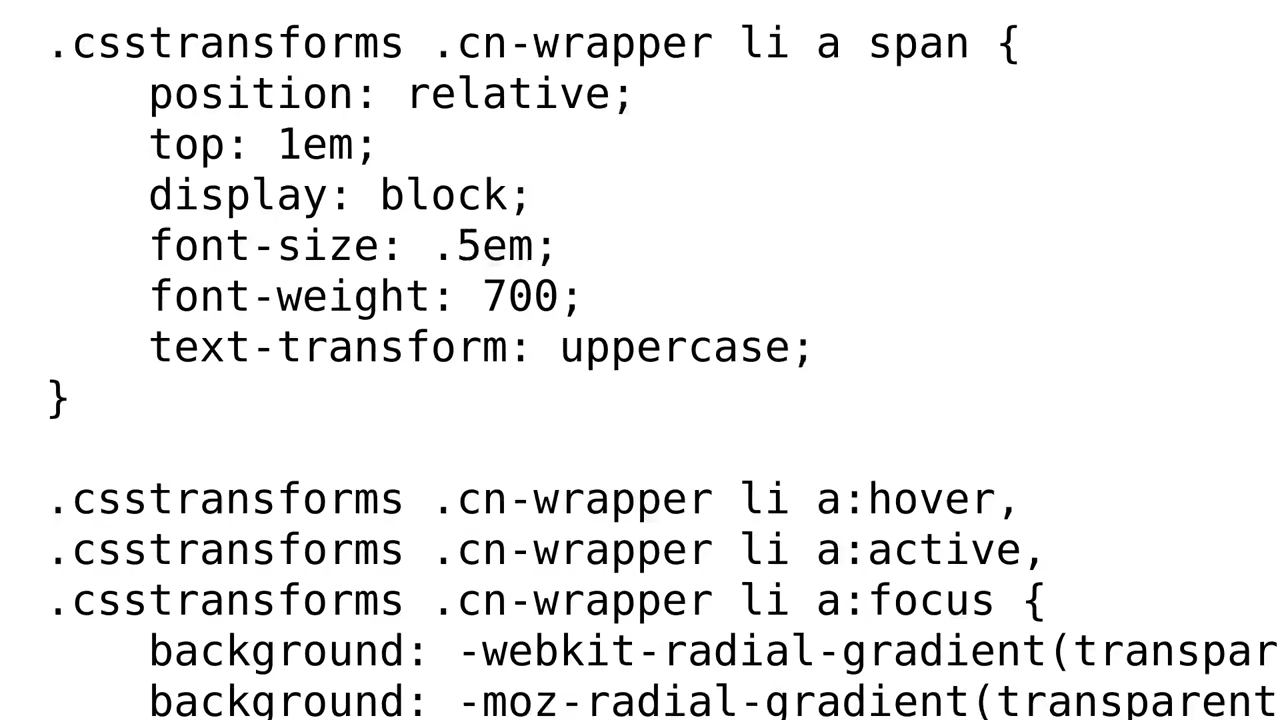 .csstransforms .cn-wrapper li a span {
    position: relative;
    top: 1em;
    display: block;
    font-size: .5em;
    font-weight: 700;
    text-transform: uppercase;
}

.csstransforms .cn-wrapper li a:hover,
.csstransforms .cn-wrapper li a:active,
.csstransforms .cn-wrapper li a:focus {
    background: -webkit-radial-gradient(transpar
    background: -moz-radial-gradient(transparent